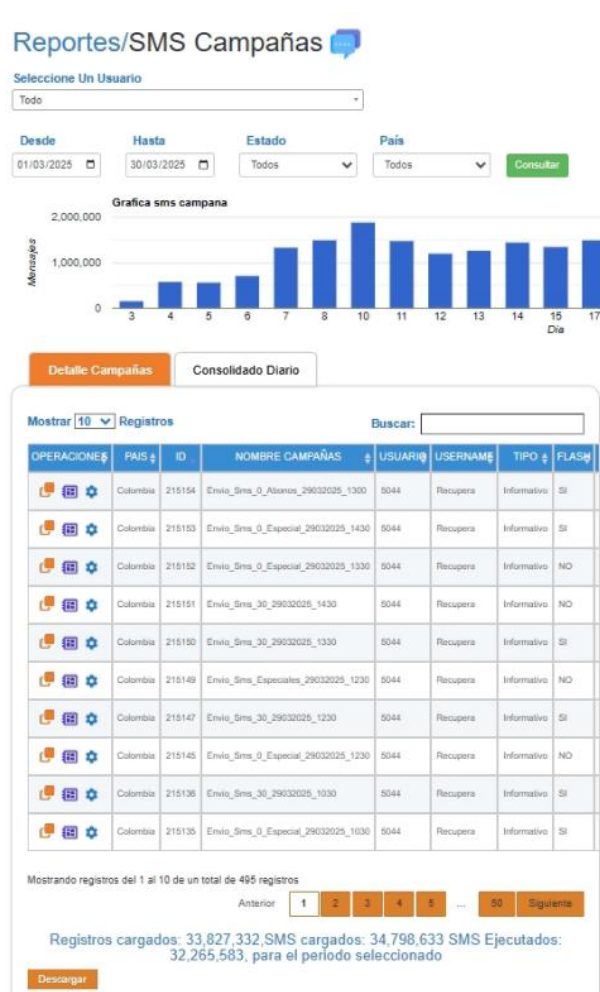 Reportes/SMS Campañas
Seleccione Un Usuario
Todo
Desde Hasta Estado País
01/03/2025 30/03/2025 Todos Todos Consultar
Grafica sms campana
2,000,000
1,000,000
0
Mensajes
3 4 5 6 7 8 10 11 12 13 14 15 17
Dia
Detalle Campañas Consolidado Diario
Mostrar 10 Registros Buscar:
OPERACIONES PAIS ID NOMBRE CAMPAÑAS USUARIO USERNAME TIPO FLASH
Colombia 215154 Envio_Sms_0_Abonos_29032025_1300 5044 Recupera Informativo SI
Colombia 215153 Envio_Sms_0_Especial_29032025_1430 5044 Recupera Informativo SI
Colombia 215152 Envio_Sms_0_Especial_29032025_1330 5044 Recupera Informativo NO
Colombia 215151 Envio_Sms_30_29032025_1430 5044 Recupera Informativo NO
Colombia 215150 Envio_Sms_30_29032025_1330 5044 Recupera Informativo SI
Colombia 215149 Envio_Sms_Especiales_29032025_1230 5044 Recupera Informativo NO
Colombia 215147 Envio_Sms_30_29032025_1230 5044 Recupera Informativo SI
Colombia 215145 Envio_Sms_0_Especial_29032025_1230 5044 Recupera Informativo NO
Colombia 215136 Envio_Sms_30_29032025_1030 5044 Recupera Informativo SI
Colombia 215135 Envio_Sms_0_Especial_29032025_1030 5044 Recupera Informativo SI
Mostrando registros del 1 al 10 de un total de 495 registros
Anterior 1 2 3 4 5 ... 50 Siguiente
Registros cargados: 33,827,332,SMS cargados: 34,798,633 SMS Ejecutados:
32,265,583, para el periodo seleccionado
Descargar